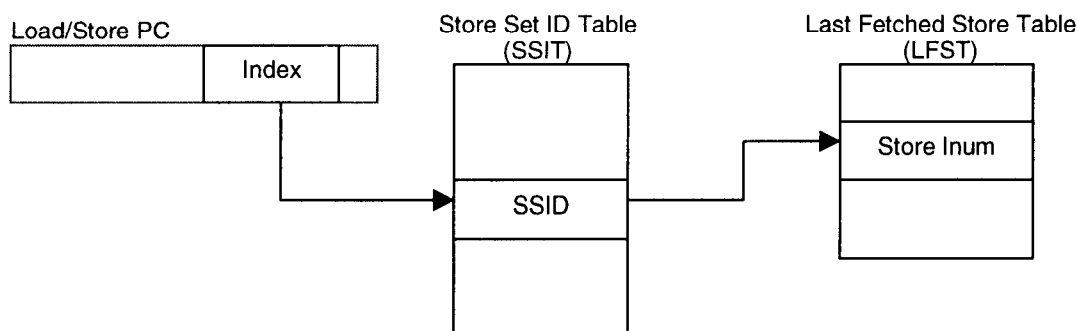 Load/Store PC
Index
Store Set ID Table
(SSIT)
SSID
Last Fetched Store Table
(LFST)
Store Inum